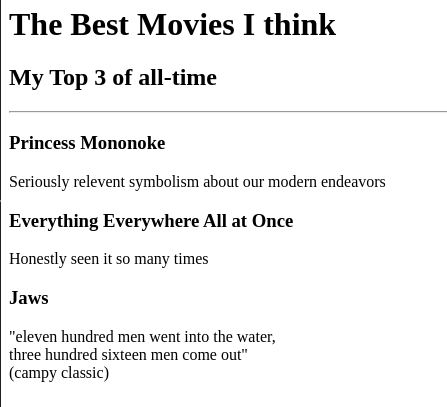 The Best Movies I think
My Top 3 of all-time
Princess Mononoke
Seriously relevent symbolism about our modern endeavors
Everything Everywhere All at Once
Honestly seen it so many times
Jaws
"eleven hundred men went into the water,
three hundred sixteen men come out"
(campy classic)